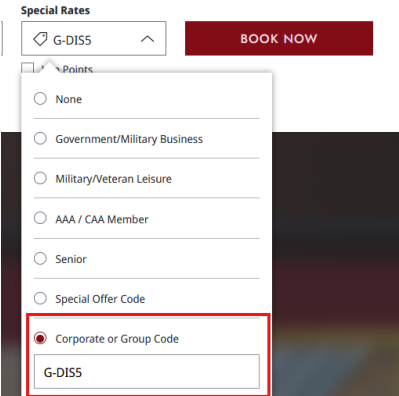 Special Rates
G-DIS5
BOOK NOW
Points
None
Government/Military Business
Military/Veteran Leisure
AAA / CAA Member
Senior
Special Offer Code
Corporate or Group Code
G-DIS5